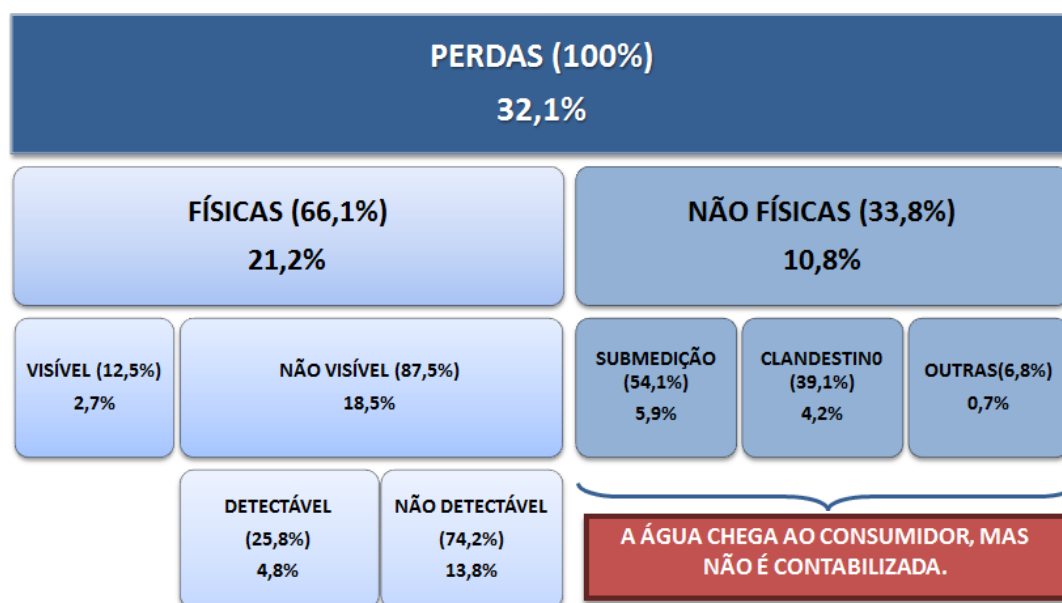 PERDAS (100%)
32,1%
FÍSICAS (66,1%)
21,2%
NÃO FÍSICAS (33,8%)
10,8%
VISÍVEL (12,5%)
2,7%
NÃO VISÍVEL (87,5%)
18,5%
SUBMEDIÇÃO
(54,1%)
5,9%
CLANDESTIN0
(39,1%)
4,2%
OUTRAS(6,8%)
0,7%
DETECTÁVEL
(25,8%)
4,8%
NÃO DETECTÁVEL
(74,2%)
13,8%
A ÁGUA CHEGA AO CONSUMIDOR, MAS
NÃO É CONTABILIZADA.